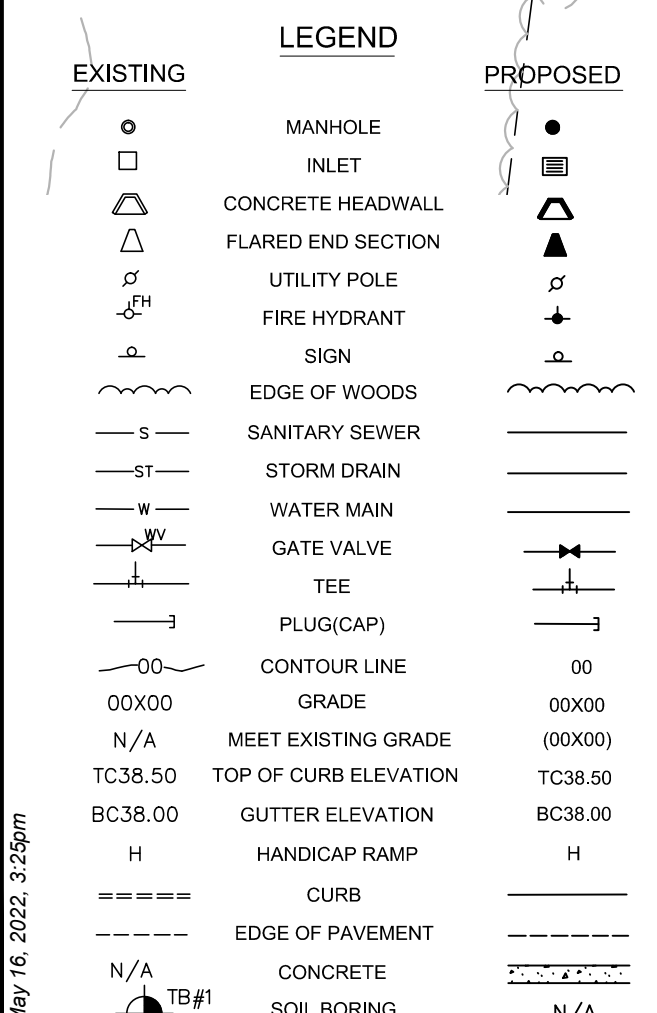 LEGEND
EXISTING PROPOSED
MANHOLE
INLET
CONCRETE HEADWALL
FLARED END SECTION
UTILITY POLE
FH FIRE HYDRANT
SIGN
EDGE OF WOODS
S SANITARY SEWER
ST STORM DRAIN
W WATER MAIN
WV GATE VALVE
TEE
PLUG(CAP)
00 CONTOUR LINE 00
00X00 GRADE 00X00
N/A MEET EXISTING GRADE (00X00)
TC38.50 TOP OF CURB ELEVATION TC38.50
BC38.00 GUTTER ELEVATION BC38.00
H HANDICAP RAMP H
CURB
EDGE OF PAVEMENT
N/A CONCRETE
TB#1 SOIL BORING N/A
May 16, 2022, 3:25pm